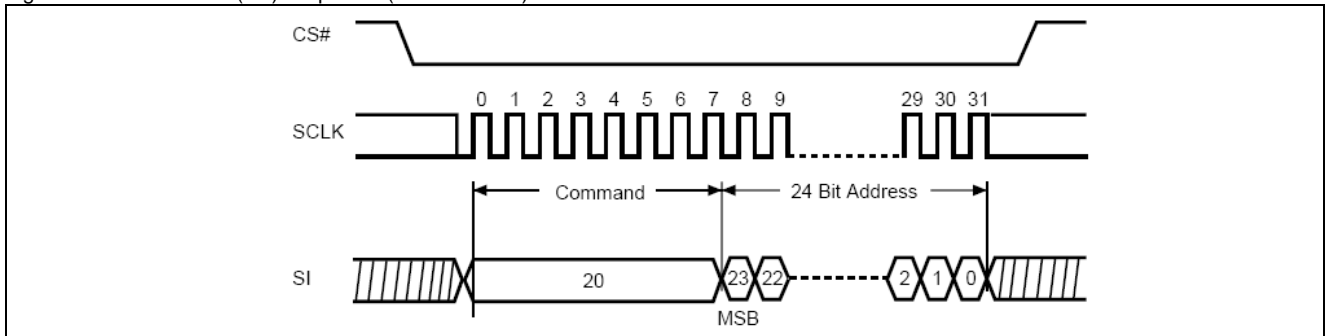 CS#
0 1 2 3 4 5 6 7 8 9 29 30 31
SCLK
Command 24 Bit Address
SI 20 23 22 2 1 0
MSB